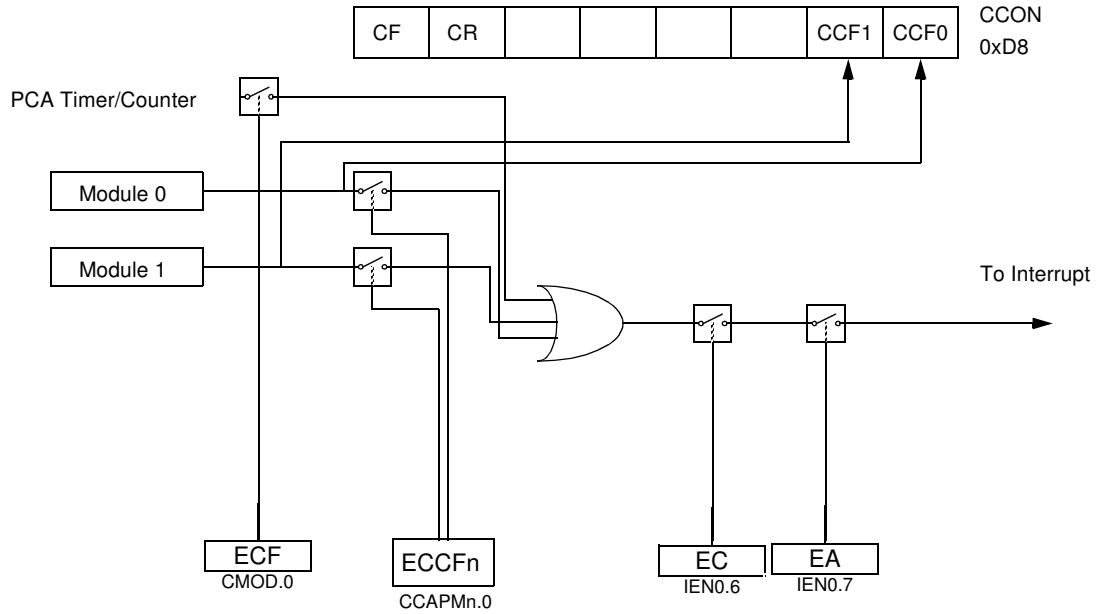 CF CR CCF1 CCF0
CCON
0xD8
PCA Timer/Counter
Module 0
Module 1
To Interrupt
ECF
CMOD.0
ECCFn
CCAPMn.0
EC
IEN0.6
EA
IEN0.7